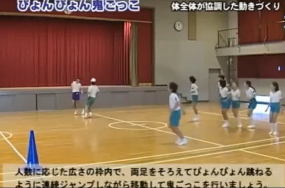 ぴょんぴょん鬼ごっこ
体全体が協調した動きづくり
人数に応じた広さの枠内で、両足をそろえてぴょんぴょん跳ねる
ように連続ジャンプしながら移動して鬼ごっこを行いましょう。